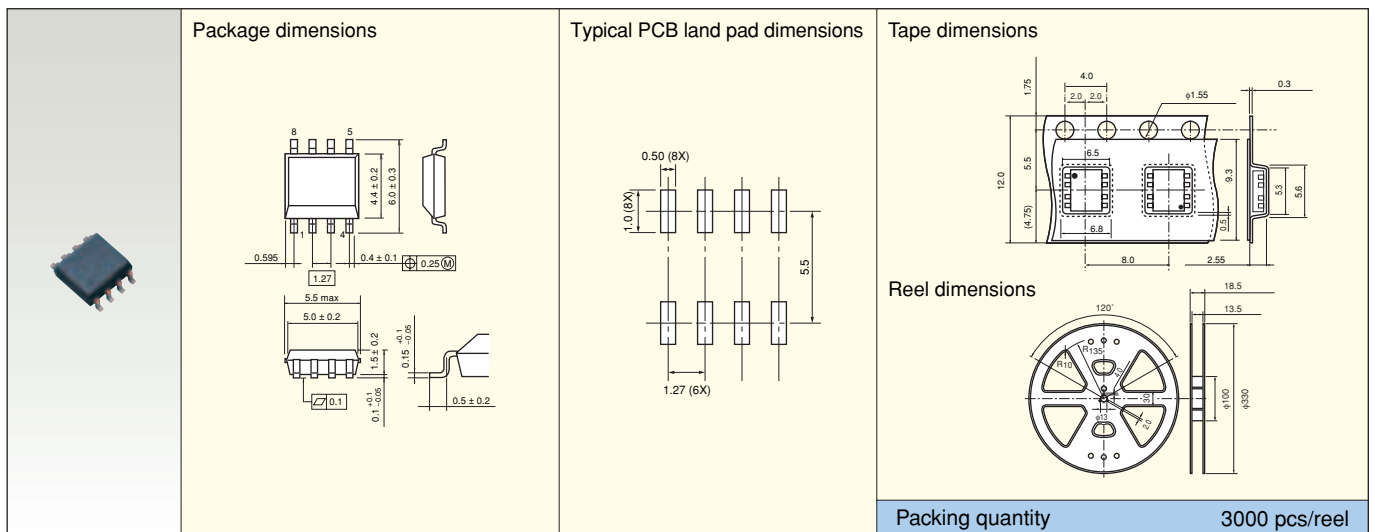 Package dimensions
8 5
4.4 ± 0.2
6.0 ± 0.3
1 4
0.595
0.4 ± 0.1
0.25 Ⓜ
1.27
5.5 max
5.0 ± 0.2
1.5 ± 0.2
0.1 +0.1 −0.05
0.1
0.15 +0.1 −0.05
0.5 ± 0.2
Typical PCB land pad dimensions
0.50 (8X)
1.0 (8X)
5.5
1.27 (6X)
Tape dimensions
4.0
2.0 2.0
φ1.55
0.3
1.75
12.0
5.5
(4.75)
6.5
6.8
0.5
9.3
5.3
5.6
8.0
2.55
Reel dimensions
120°
R135
R10
4.0
30
φ13
2.0
18.5
13.5
φ100
φ330
Packing quantity 3000 pcs/reel